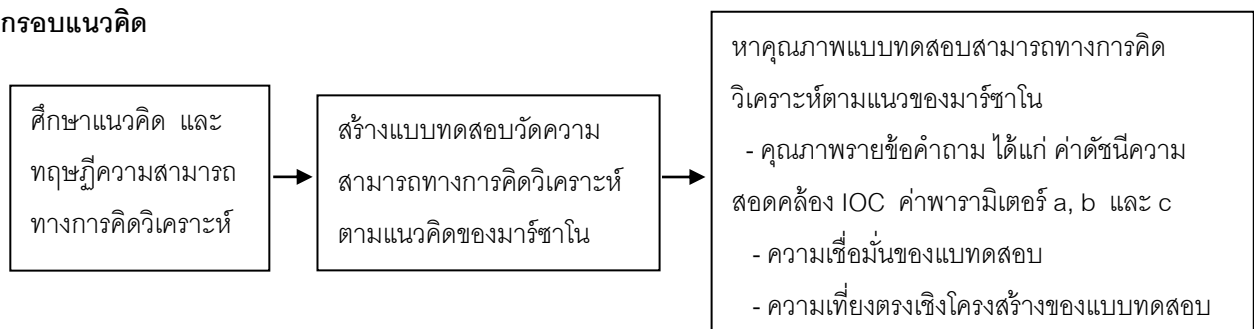 กรอบแนวคิด
ศึกษาแนวคิด และ
ทฤษฏีความสามารถ
ทางการคิดวิเคราะห์
สร้างแบบทดสอบวัดความ
สามารถทางการคิดวิเคราะห์
ตามแนวคิดของมาร์ซาโน
หาคุณภาพแบบทดสอบสามารถทางการคิด
วิเคราะห์ตามแนวของมาร์ซาโน
- คุณภาพรายข้อคำถาม ได้แก่ ค่าดัชนีความ
สอดคล้อง IOC ค่าพารามิเตอร์ a, b และ c
- ความเชื่อมั่นของแบทดสอบ
- ความเที่ยงตรงเชิงโครงสร้างของแบบทดสอบ